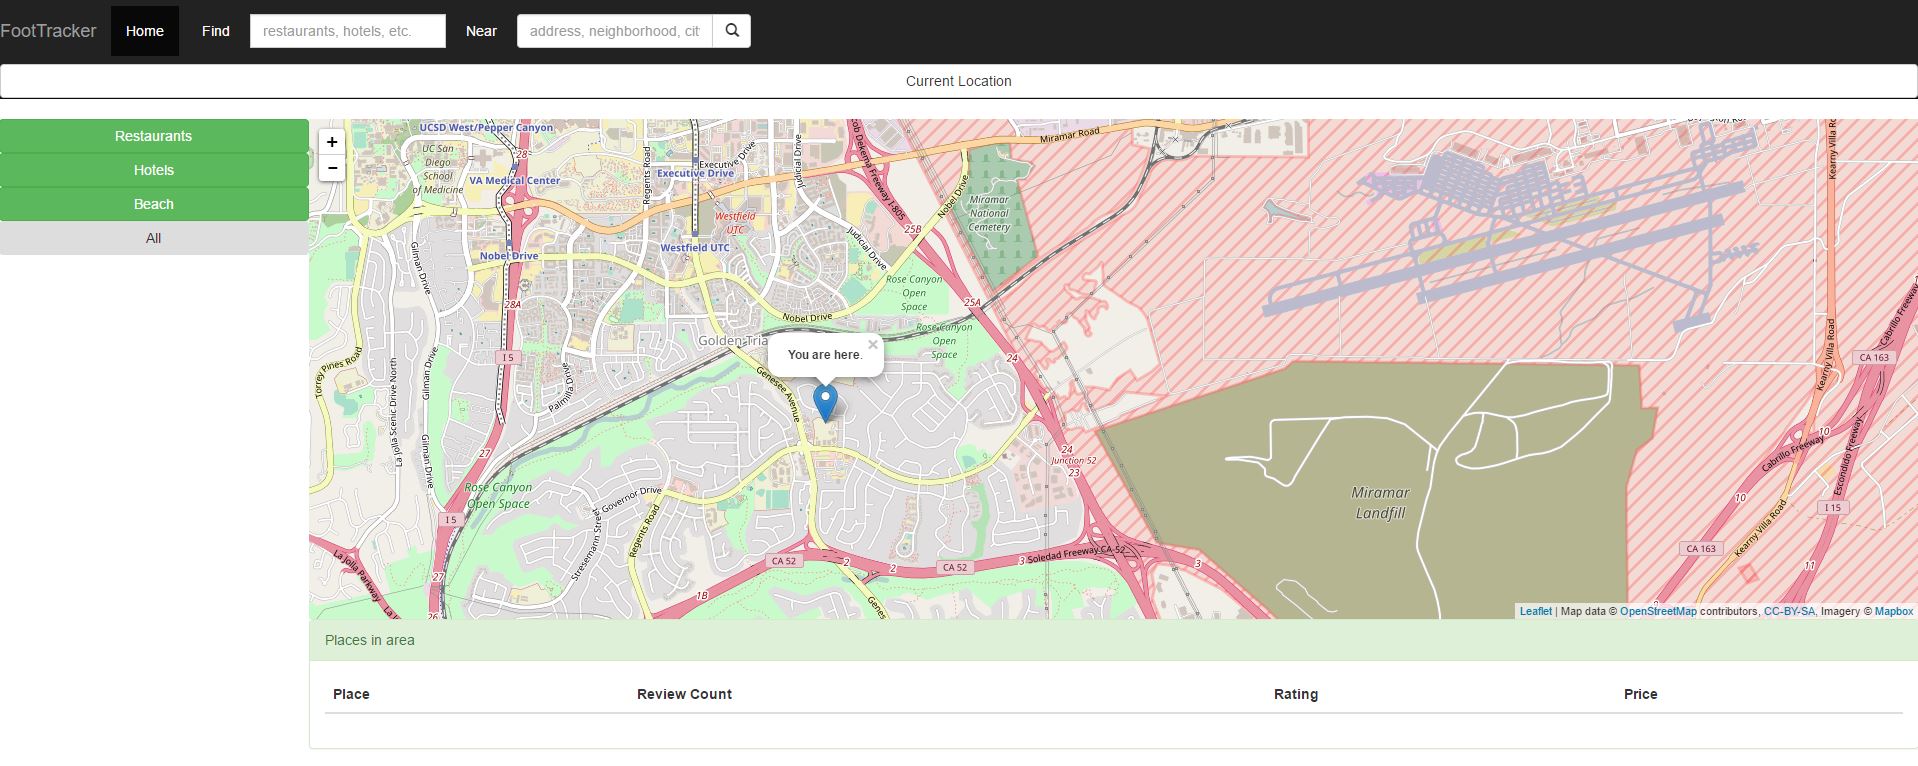 FootTracker Home Find restaurants, hotels, etc. Near address, neighborhood, cit
Current Location
Restaurants
Hotels
Beach
All
+
−
UCSD West/Pepper Canyon
28
UC San
Diego
School
of Medicine
VA Medical Center
Regents Road
Executive Drive
Executive Drive
Judicial Drive
Jacob Dekema Freeway I-805
Miramar Road
Nobel Drive
Miramar
National
Cemetery
Kearny Villa Road
Westfield
UTC
Westfield UTC
25B
Judicial Drive
Gilman Drive
Nobel Drive
28A
Rose Canyon
Open
Space
25A
Nobel Drive
Rose Canyon
Open
Space
Golden Tria
You are here.
×
24
I 5
Torrey Pines Road
La Jolla Scenic Drive North
Gilman Drive
Palmilla Drive
Genesee Avenue
Kearny Villa Road
Cabrillo Freeway
CA 163
Gilman Drive
27
24
Junction 52
23
10
Cabrillo Freeway
Escondido Freeway
Rose Canyon
Open Space
Governor Drive
Miramar
Landfill
10
I 15
I 5
Stresemann Street
Regents Road
Kearny Villa Road
La Jolla Parkway
CA 52
2
2
CA 52
3
Soledad Freeway CA 52
3
CA 163
11
27
26
1B
Genes
Leaflet | Map data © OpenStreetMap contributors, CC-BY-SA, Imagery © Mapbox
Places in area
Place Review Count Rating Price